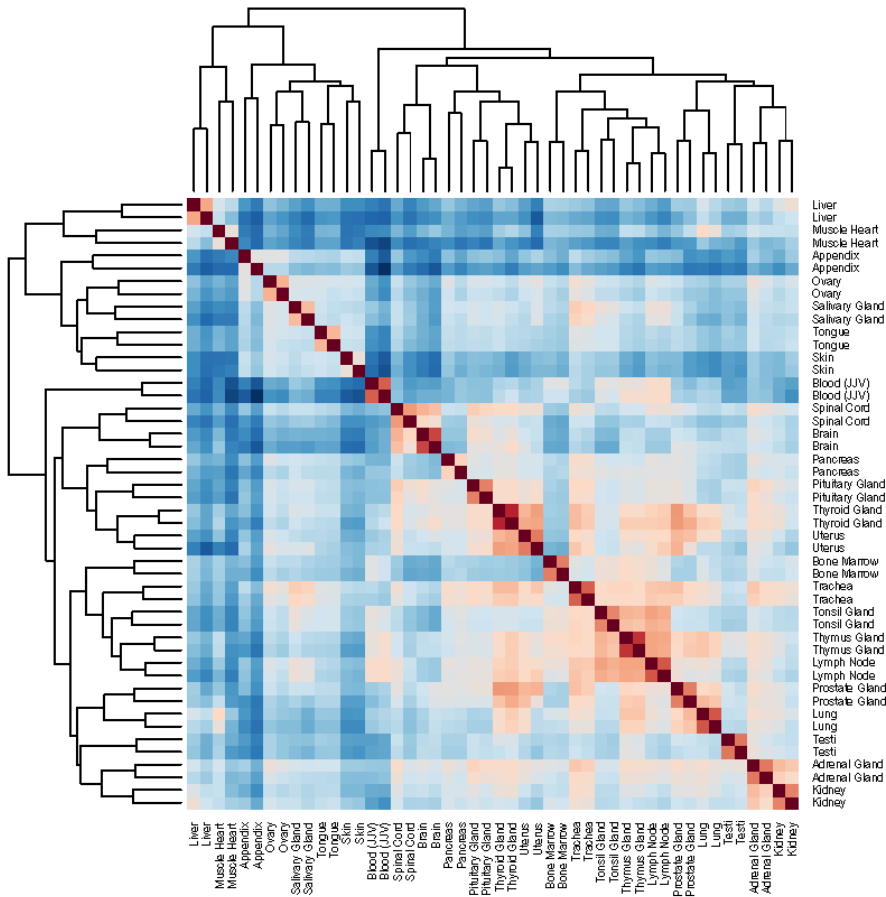 Liver
Liver
Muscle Heart
Muscle Heart
Appendix
Appendix
Ovary
Ovary
Salivary Gland
Salivary Gland
Tongue
Tongue
Skin
Skin
Blood (JJV)
Blood (JJV)
Spinal Cord
Spinal Cord
Brain
Brain
Pancreas
Pancreas
Pituitary Gland
Pituitary Gland
Thyroid Gland
Thyroid Gland
Uterus
Uterus
Bone Marrow
Bone Marrow
Trachea
Trachea
Tonsil Gland
Tonsil Gland
Thymus Gland
Thymus Gland
Lymph Node
Lymph Node
Prostate Gland
Prostate Gland
Lung
Lung
Testi
Testi
Adrenal Gland
Adrenal Gland
Kidney
Kidney
Liver
Liver
Muscle Heart
Muscle Heart
Appendix
Appendix
Ovary
Ovary
Salivary Gland
Salivary Gland
Tongue
Tongue
Skin
Skin
Blood (JJV)
Blood (JJV)
Spinal Cord
Spinal Cord
Brain
Brain
Pancreas
Pancreas
Pituitary Gland
Pituitary Gland
Thyroid Gland
Thyroid Gland
Uterus
Uterus
Bone Marrow
Bone Marrow
Trachea
Trachea
Tonsil Gland
Tonsil Gland
Thymus Gland
Thymus Gland
Lymph Node
Lymph Node
Prostate Gland
Prostate Gland
Lung
Lung
Testi
Testi
Adrenal Gland
Adrenal Gland
Kidney
Kidney